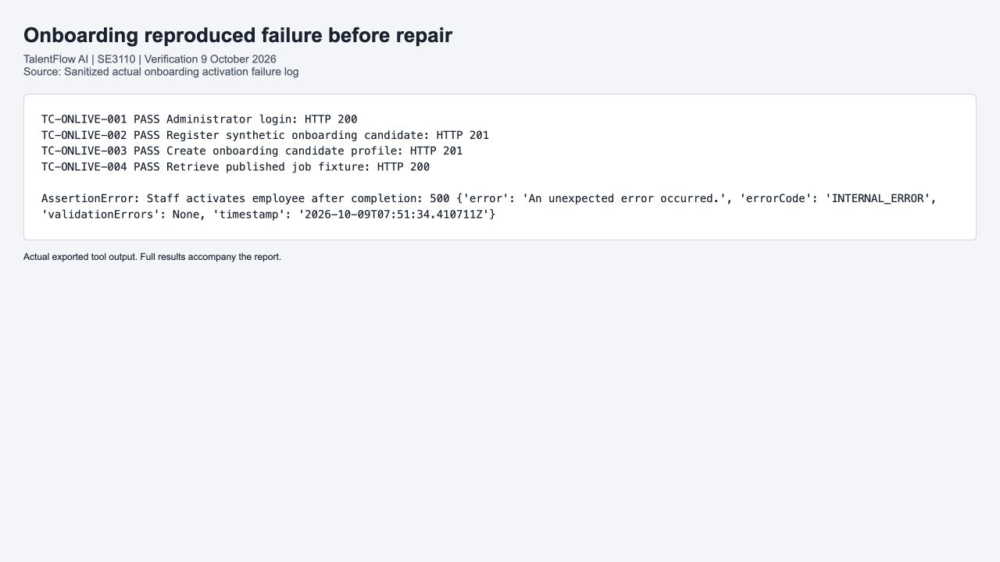 Onboarding reproduced failure before repair
TalentFlow AI | SE3110 | Verification 9 October 2026
Source: Sanitized actual onboarding activation failure log
TC-ONLIVE-001 PASS Administrator login: HTTP 200
TC-ONLIVE-002 PASS Register synthetic onboarding candidate: HTTP 201
TC-ONLIVE-003 PASS Create onboarding candidate profile: HTTP 201
TC-ONLIVE-004 PASS Retrieve published job fixture: HTTP 200
AssertionError: Staff activates employee after completion: 500 {'error': 'An unexpected error occurred.', 'errorCode': 'INTERNAL_ERROR',
'validationErrors': None, 'timestamp': '2026-10-09T07:51:34.410711Z'}
Actual exported tool output. Full results accompany the report.